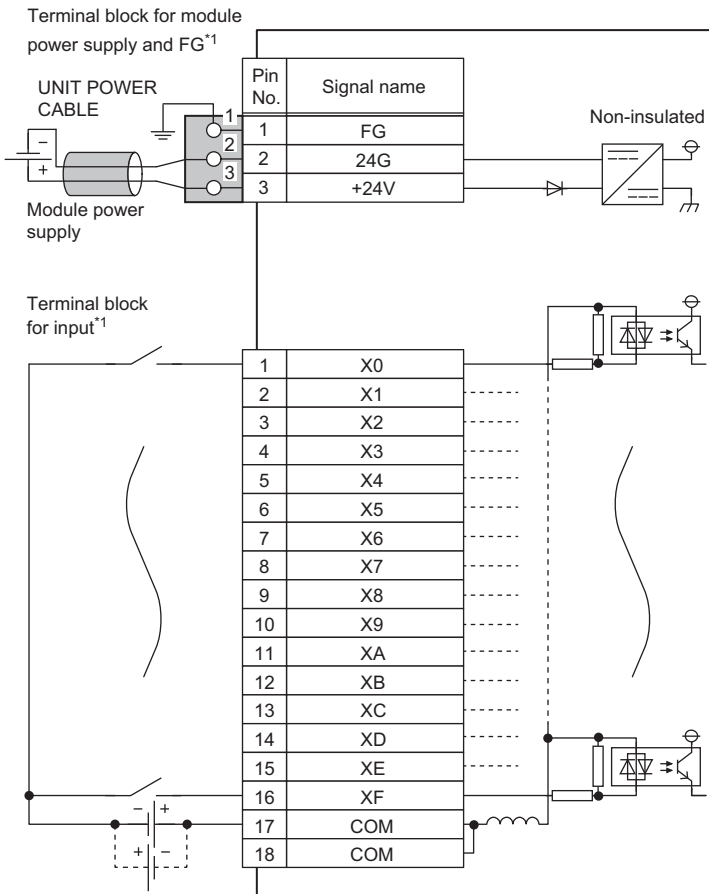 Terminal block for module
power supply and FG*1
UNIT POWER
CABLE
Pin
No.
Signal name
Non-insulated
1
1
FG
2
2
24G
3
3
+24V
−
+
Module power
supply
Terminal block
for input*1
1
X0
2
X1
3
X2
4
X3
5
X4
6
X5
7
X6
8
X7
9
X8
10
X9
11
XA
12
XB
13
XC
14
XD
15
XE
16
XF
− +
17
COM
+ −
18
COM